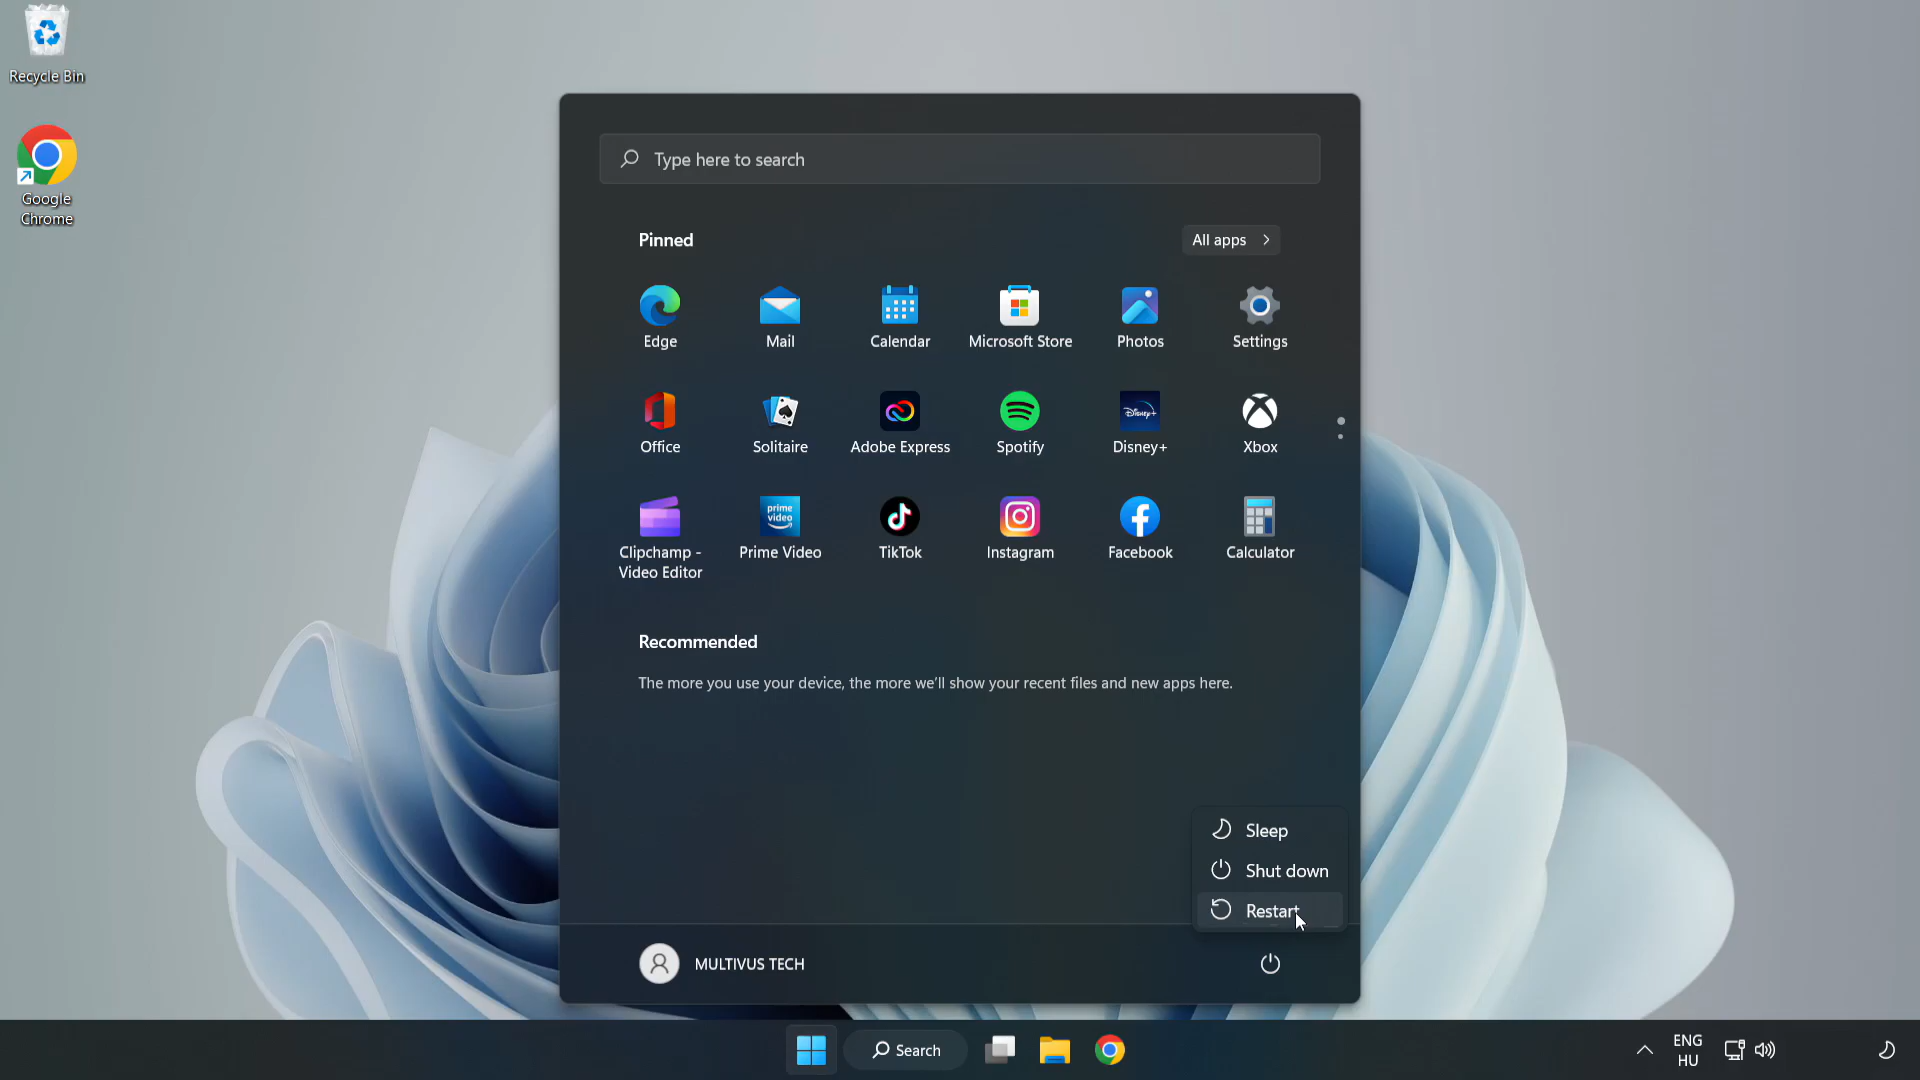 Recycle Bin
Google
Chrome
Type here to search
Pinned
All apps
Edge
Mail
Calendar
Microsoft Store
Photos
Settings
Office
Solitaire
Adobe Express
Spotify
Disney+
Disney+
Xbox
prime
video
Clipchamp -
Video Editor
Prime Video
TikTok
Instagram
Facebook
Calculator
Recommended
The more you use your device, the more we'll show your recent files and new apps here.
Sleep
Shut down
Restart
MULTIVUS TECH
Search
ENG
HU